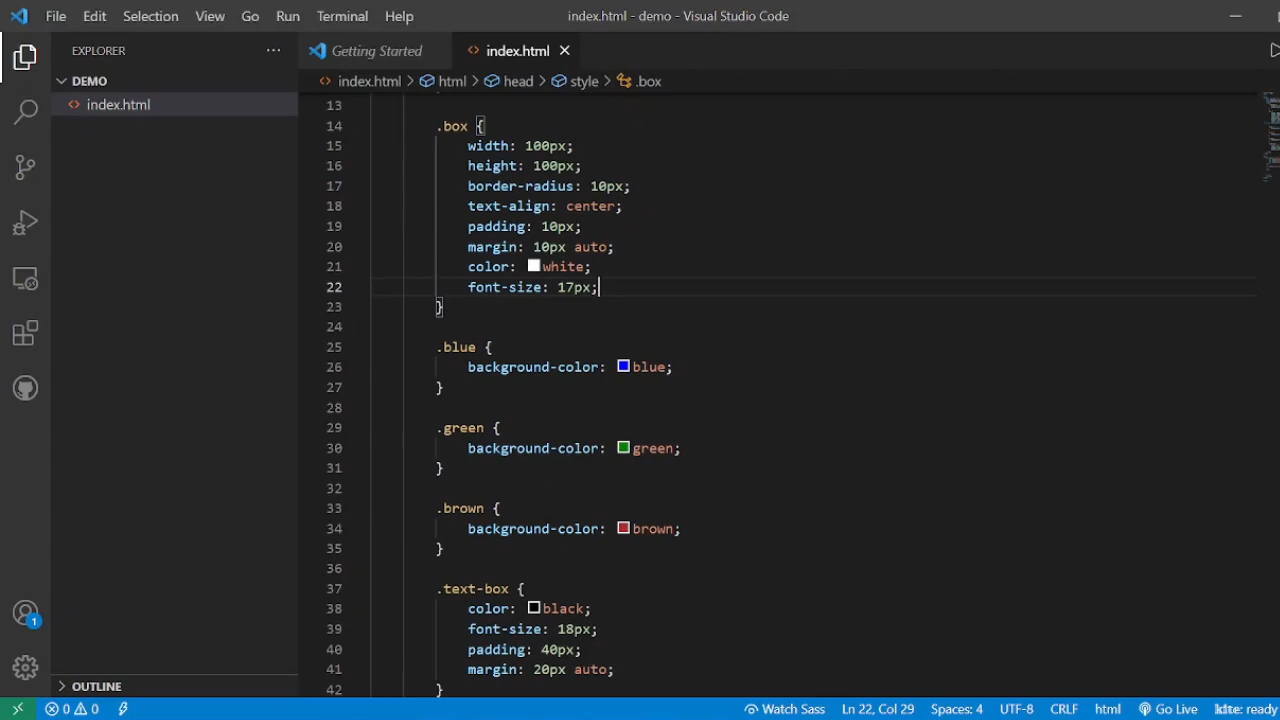 File Edit Selection View Go Run Terminal Help index.html - demo - Visual Studio Code
EXPLORER
Getting Started
index.html
DEMO
index.html > html > head > style > .box
index.html
13
14 .box {
15 width: 100px;
16 height: 100px;
17 border-radius: 10px;
18 text-align: center;
19 padding: 10px;
20 margin: 10px auto;
21 color: white;
22 font-size: 17px;
23 }
24
25 .blue {
26 background-color: blue;
27 }
28
29 .green {
30 background-color: green;
31 }
32
33 .brown {
34 background-color: brown;
35 }
36
37 .text-box {
38 color: black;
39 font-size: 18px;
40 padding: 40px;
41 margin: 20px auto;
42 }
1
OUTLINE
0 0 Watch Sass Ln 22, Col 29 Spaces: 4 UTF-8 CRLF html Go Live ready